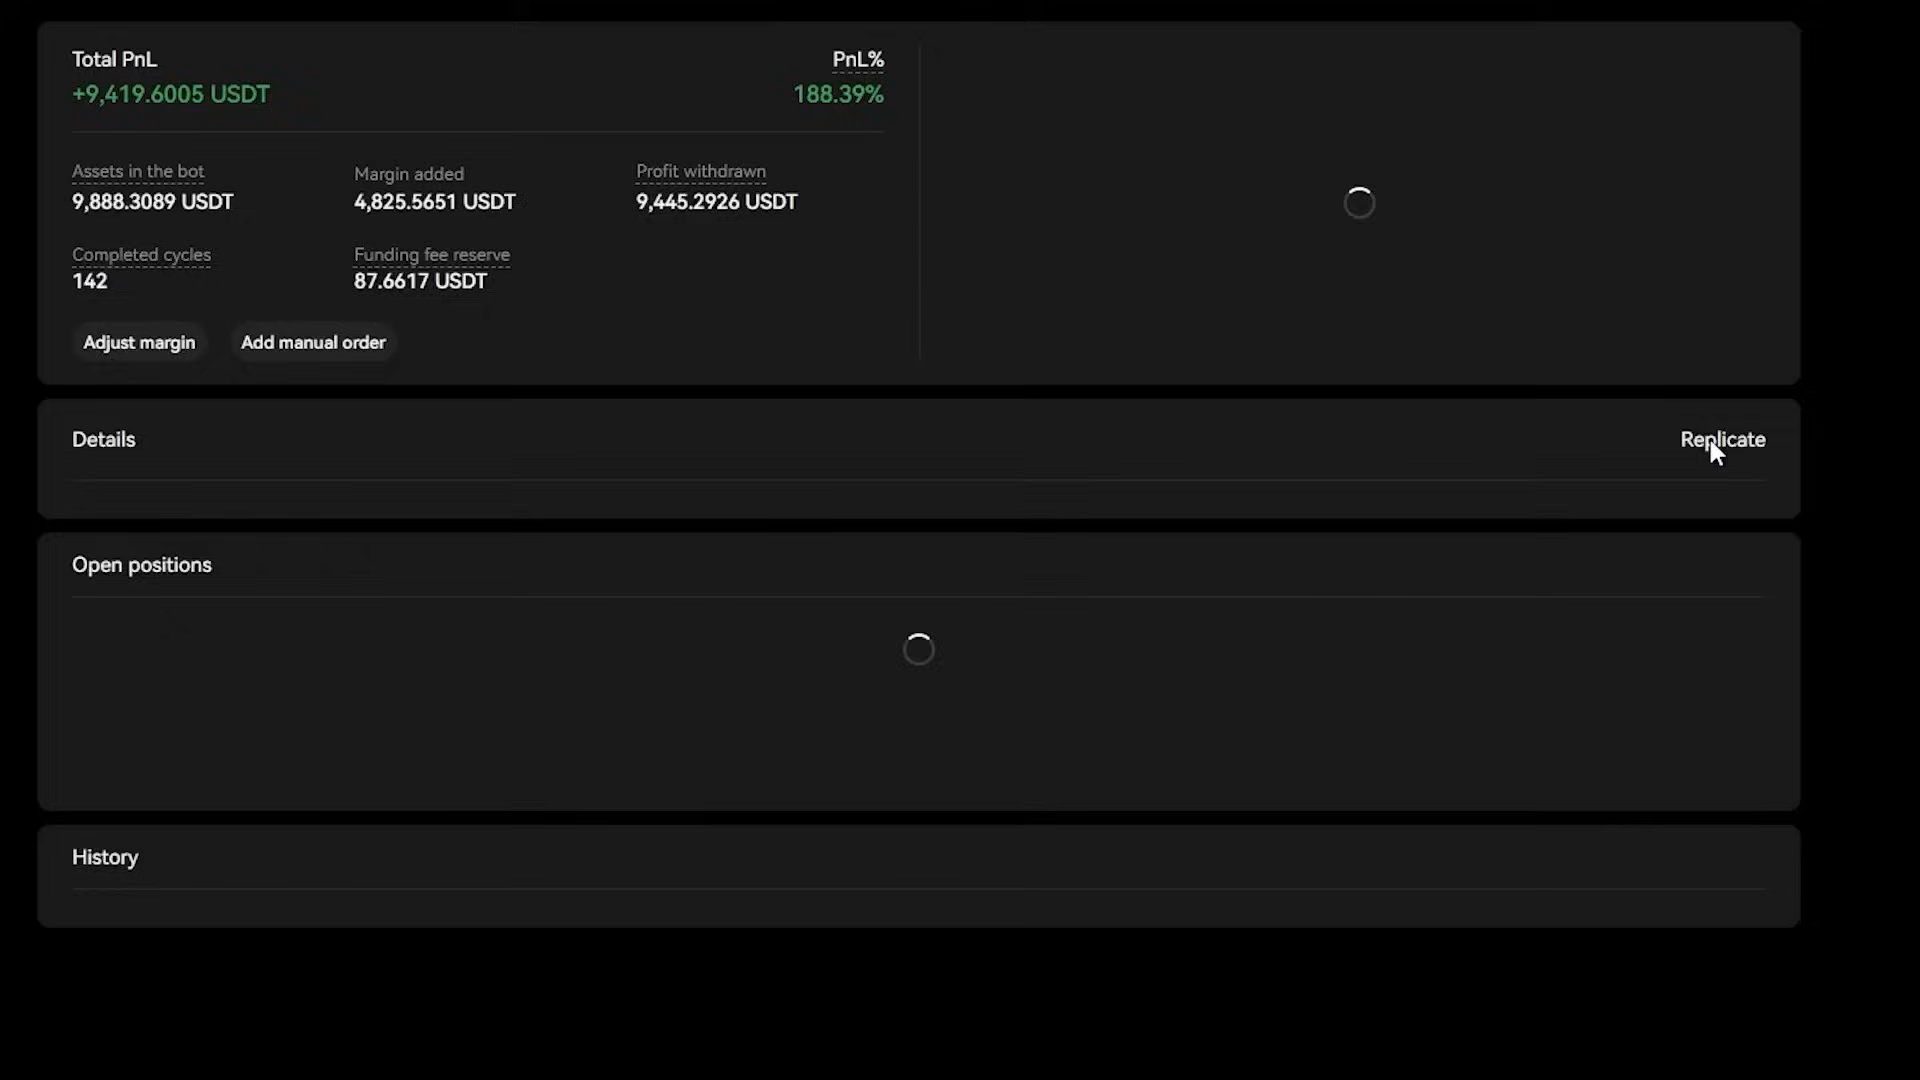 Total PnL
PnL%
+9,419.6005 USDT
188.39%
Assets in the bot
Margin added
Profit withdrawn
9,888.3089 USDT
4,825.5651 USDT
9,445.2926 USDT
Completed cycles
Funding fee reserve
142
87.6617 USDT
Adjust margin
Add manual order
Details
Replicate
Open positions
History